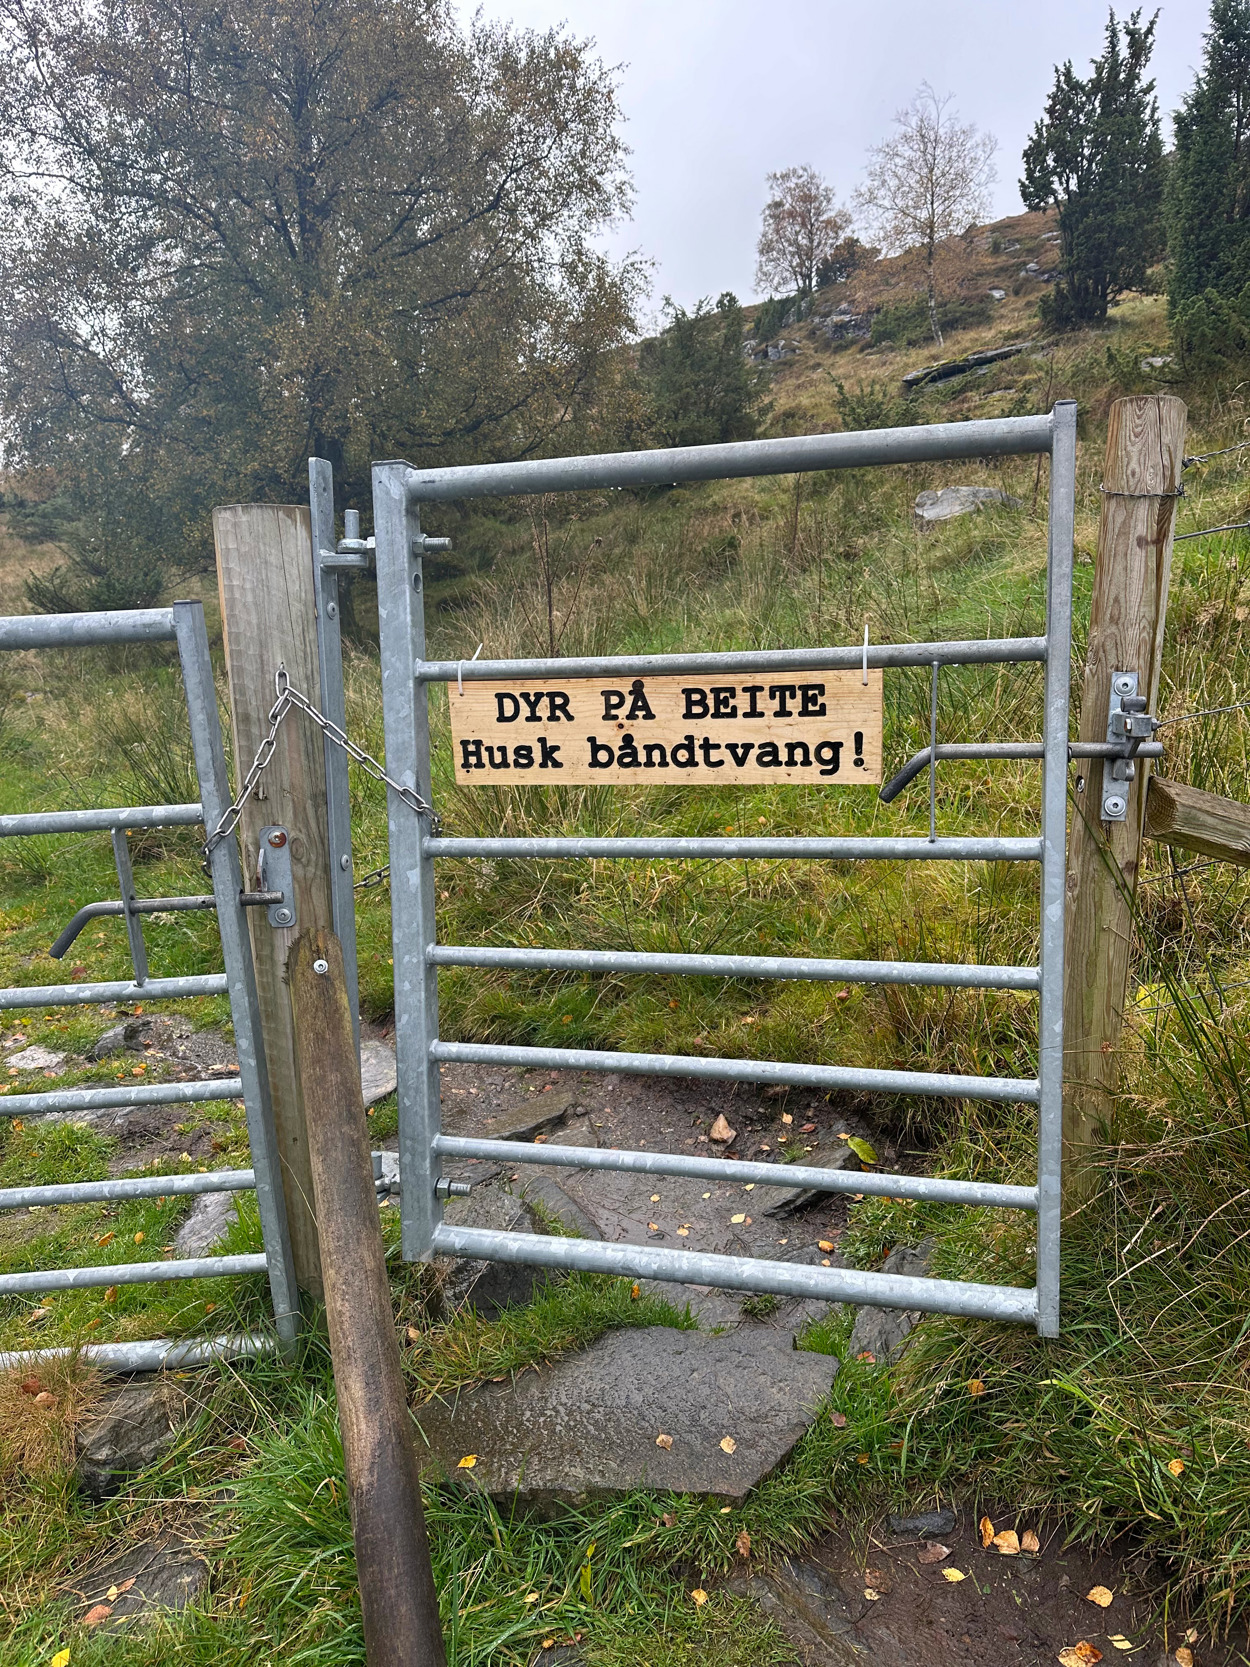 DYR PÅ BEITE
Husk båndtvang!